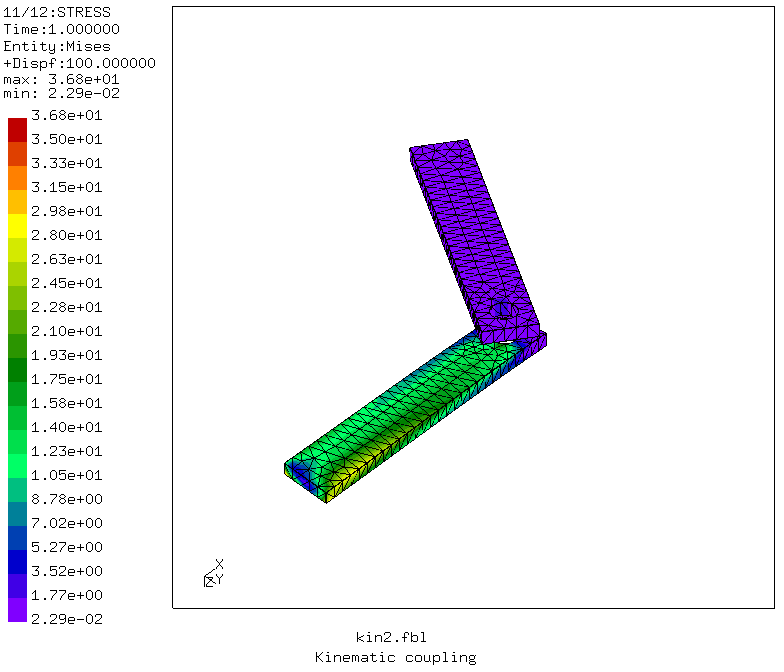 11/12:STRESS
Time:1.000000
Entity:Mises
+Dispf:100.000000
max: 3.68e+01
min: 2.29e-02
3.68e+01
3.50e+01
3.33e+01
3.15e+01
2.98e+01
2.80e+01
2.63e+01
2.45e+01
2.28e+01
2.10e+01
1.93e+01
1.75e+01
1.58e+01
1.40e+01
1.23e+01
1.05e+01
8.78e+00
7.02e+00
5.27e+00
3.52e+00
1.77e+00
2.29e-02
X
Y
Z
kin2.fbl
Kinematic coupling